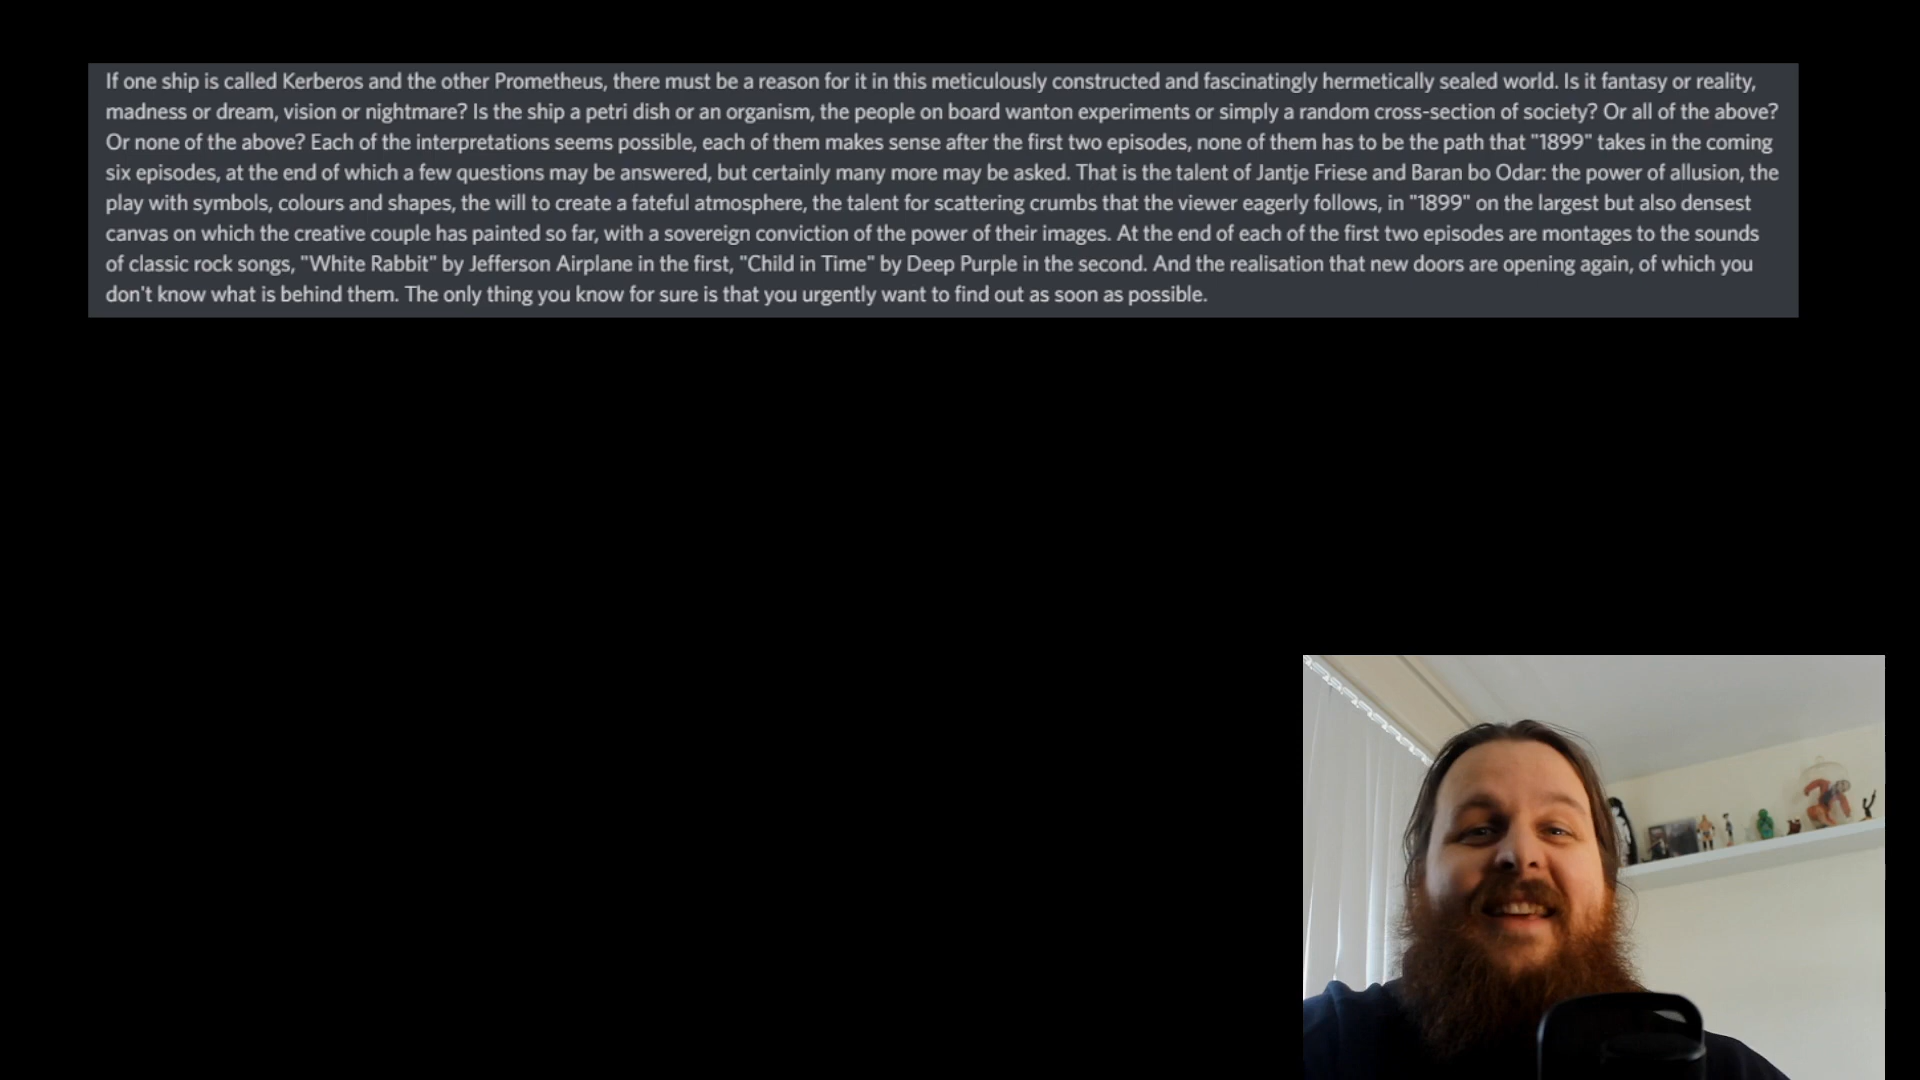 If one ship is called Kerberos and the other Prometheus, there must be a reason for it in this meticulously constructed and fascinatingly hermetically sealed world. Is it fantasy or reality,
madness or dream, vision or nightmare? Is the ship a petri dish or an organism, the people on board wanton experiments or simply a random cross-section of society? Or all of the above?
Or none of the above? Each of the interpretations seems possible, each of them makes sense after the first two episodes, none of them has to be the path that "1899" takes in the coming
six episodes, at the end of which a few questions may be answered, but certainly many more may be asked. That is the talent of Jantje Friese and Baran bo Odar: the power of allusion, the
play with symbols, colours and shapes, the will to create a fateful atmosphere, the talent for scattering crumbs that the viewer eagerly follows, in "1899" on the largest but also densest
canvas on which the creative couple has painted so far, with a sovereign conviction of the power of their images. At the end of each of the first two episodes are montages to the sounds
of classic rock songs, "White Rabbit" by Jefferson Airplane in the first, "Child in Time" by Deep Purple in the second. And the realisation that new doors are opening again, of which you
don't know what is behind them. The only thing you know for sure is that you urgently want to find out as soon as possible.